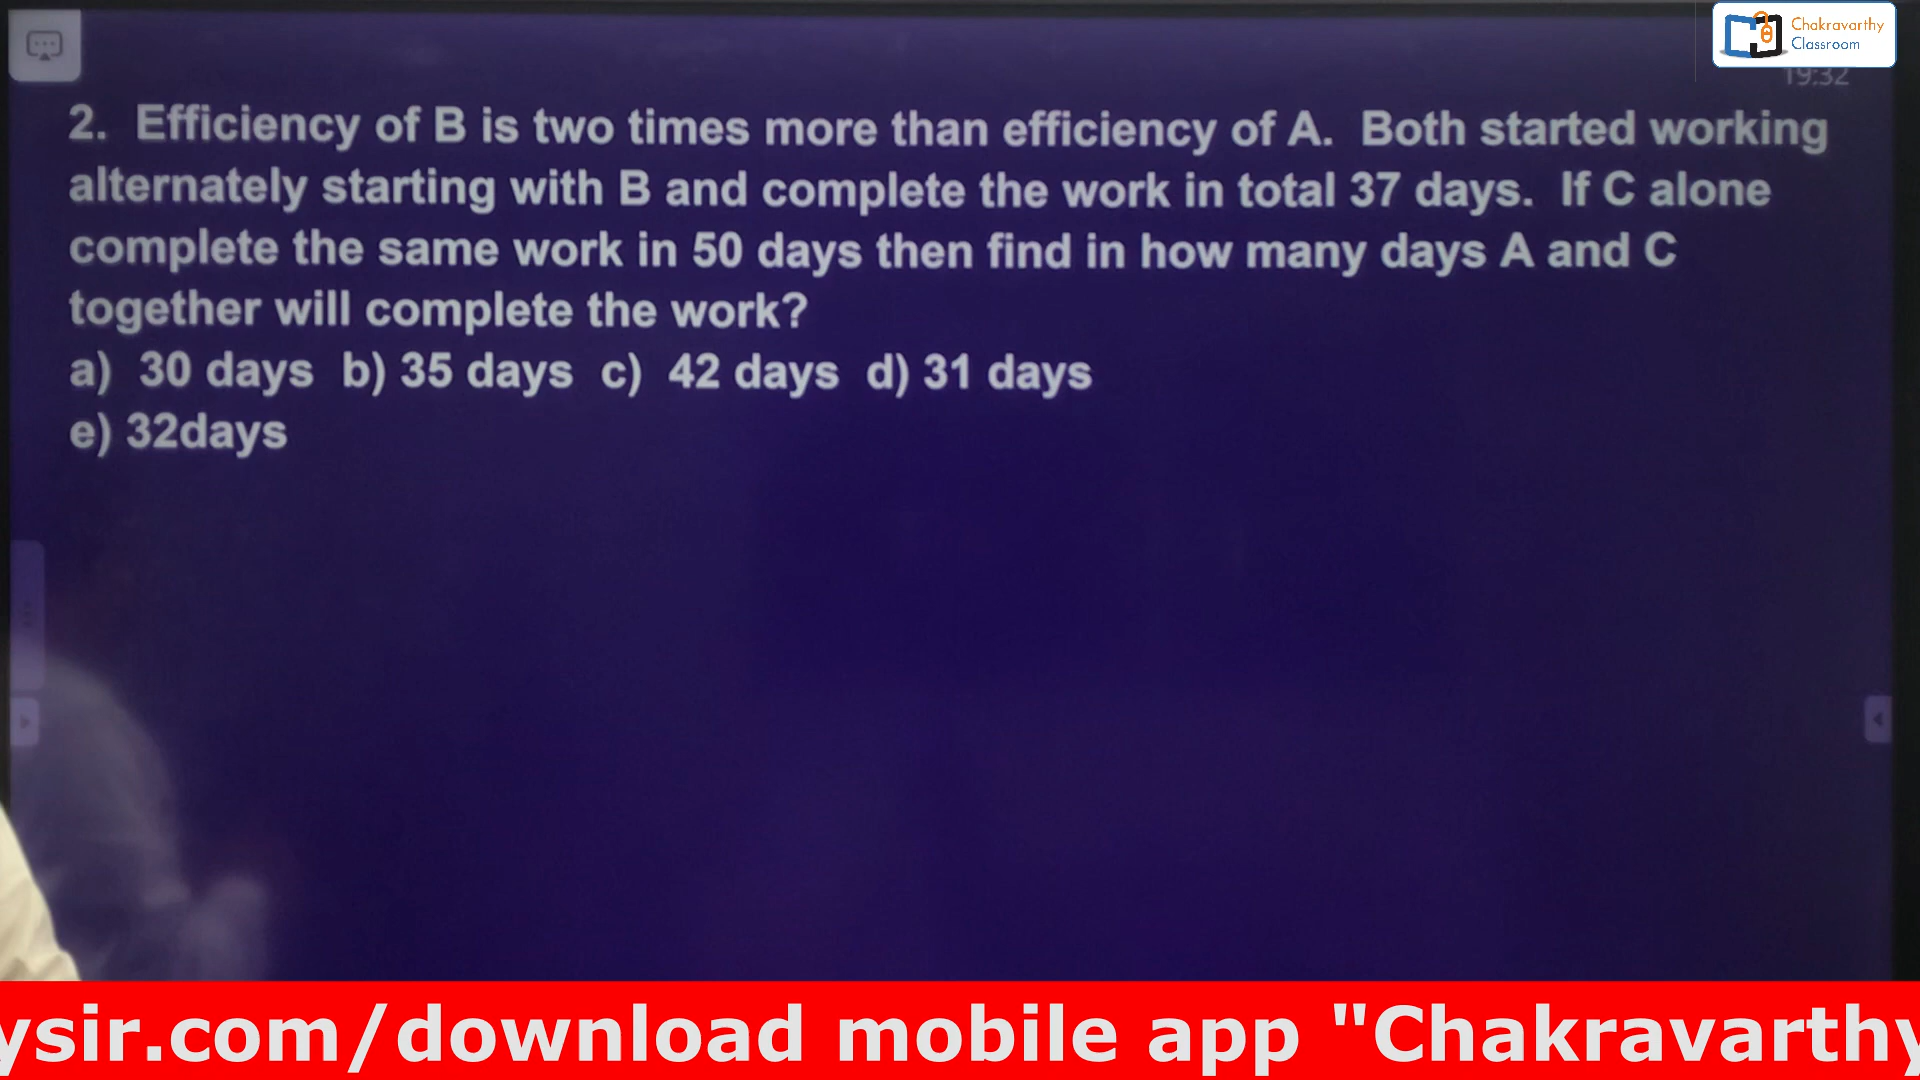 Chakravarthy
Classroom
19:32
2. Efficiency of B is two times more than efficiency of A. Both started working
alternately starting with B and complete the work in total 37 days. If C alone
complete the same work in 50 days then find in how many days A and C
together will complete the work?
a) 30 days b) 35 days c) 42 days d) 31 days
e) 32days
ysir.com/download mobile app "Chakravarthy